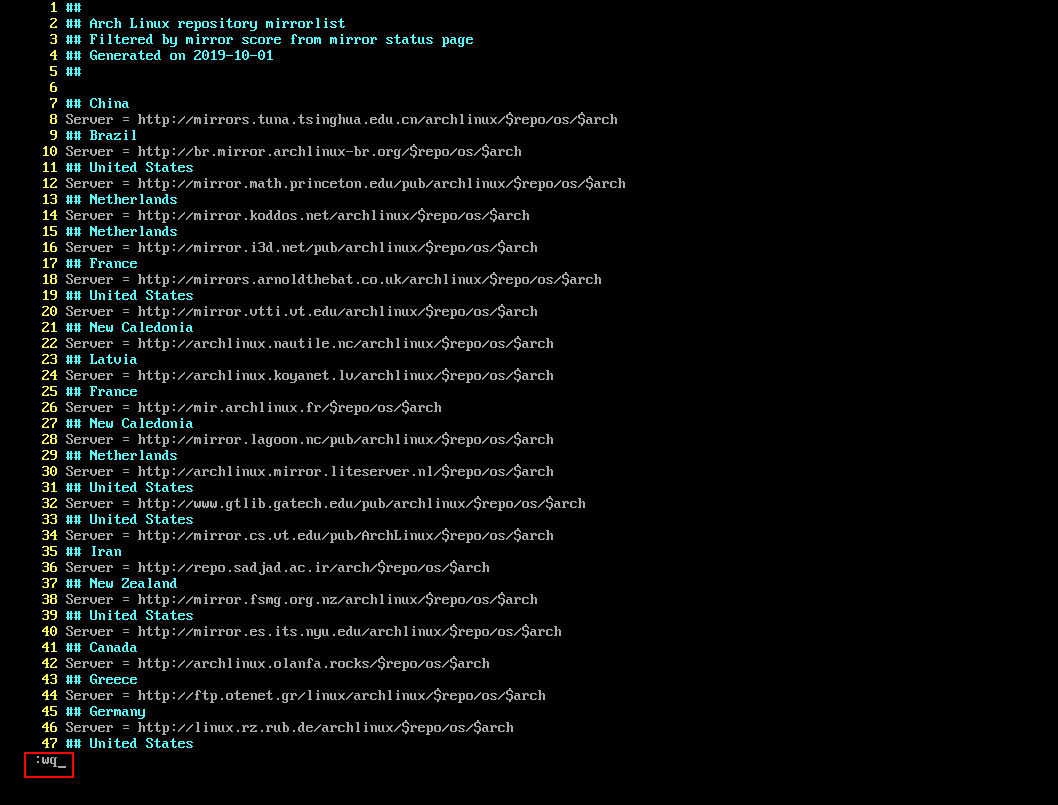 1 ##
2 ## Arch Linux repository mirrorlist
3 ## Filtered by mirror score from mirror status page
4 ## Generated on 2019-10-01
5 ##
6
7 ## China
8 Server = http://mirrors.tuna.tsinghua.edu.cn/archlinux/$repo/os/$arch
9 ## Brazil
10 Server = http://br.mirror.archlinux-br.org/$repo/os/$arch
11 ## United States
12 Server = http://mirror.math.princeton.edu/pub/archlinux/$repo/os/$arch
13 ## Netherlands
14 Server = http://mirror.koddos.net/archlinux/$repo/os/$arch
15 ## Netherlands
16 Server = http://mirror.i3d.net/pub/archlinux/$repo/os/$arch
17 ## France
18 Server = http://mirrors.arnoldthebat.co.uk/archlinux/$repo/os/$arch
19 ## United States
20 Server = http://mirror.vtti.vt.edu/archlinux/$repo/os/$arch
21 ## New Caledonia
22 Server = http://archlinux.nautile.nc/archlinux/$repo/os/$arch
23 ## Latvia
24 Server = http://archlinux.koyanet.lv/archlinux/$repo/os/$arch
25 ## France
26 Server = http://mir.archlinux.fr/$repo/os/$arch
27 ## New Caledonia
28 Server = http://mirror.lagoon.nc/pub/archlinux/$repo/os/$arch
29 ## Netherlands
30 Server = http://archlinux.mirror.liteserver.nl/$repo/os/$arch
31 ## United States
32 Server = http://www.gtlib.gatech.edu/pub/archlinux/$repo/os/$arch
33 ## United States
34 Server = http://mirror.cs.vt.edu/pub/ArchLinux/$repo/os/$arch
35 ## Iran
36 Server = http://repo.sadjad.ac.ir/arch/$repo/os/$arch
37 ## New Zealand
38 Server = http://mirror.fsmg.org.nz/archlinux/$repo/os/$arch
39 ## United States
40 Server = http://mirror.es.its.nyu.edu/archlinux/$repo/os/$arch
41 ## Canada
42 Server = http://archlinux.olanfa.rocks/$repo/os/$arch
43 ## Greece
44 Server = http://ftp.otenet.gr/linux/archlinux/$repo/os/$arch
45 ## Germany
46 Server = http://linux.rz.rub.de/archlinux/$repo/os/$arch
47 ## United States
:wq_